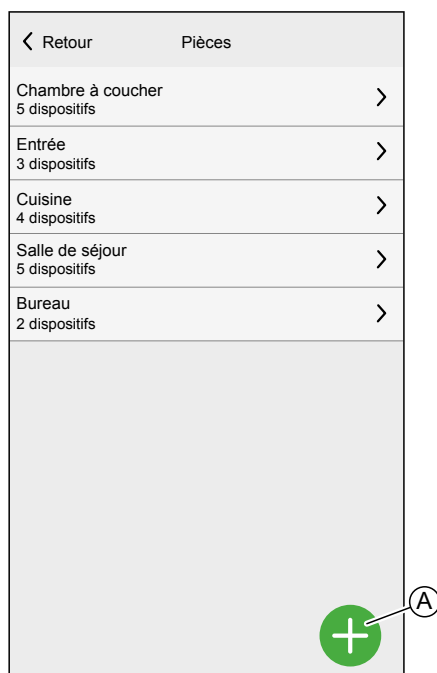 Retour Pièces
Chambre à coucher
5 dispositifs
Entrée
3 dispositifs
Cuisine
4 dispositifs
Salle de séjour
5 dispositifs
Bureau
2 dispositifs
A